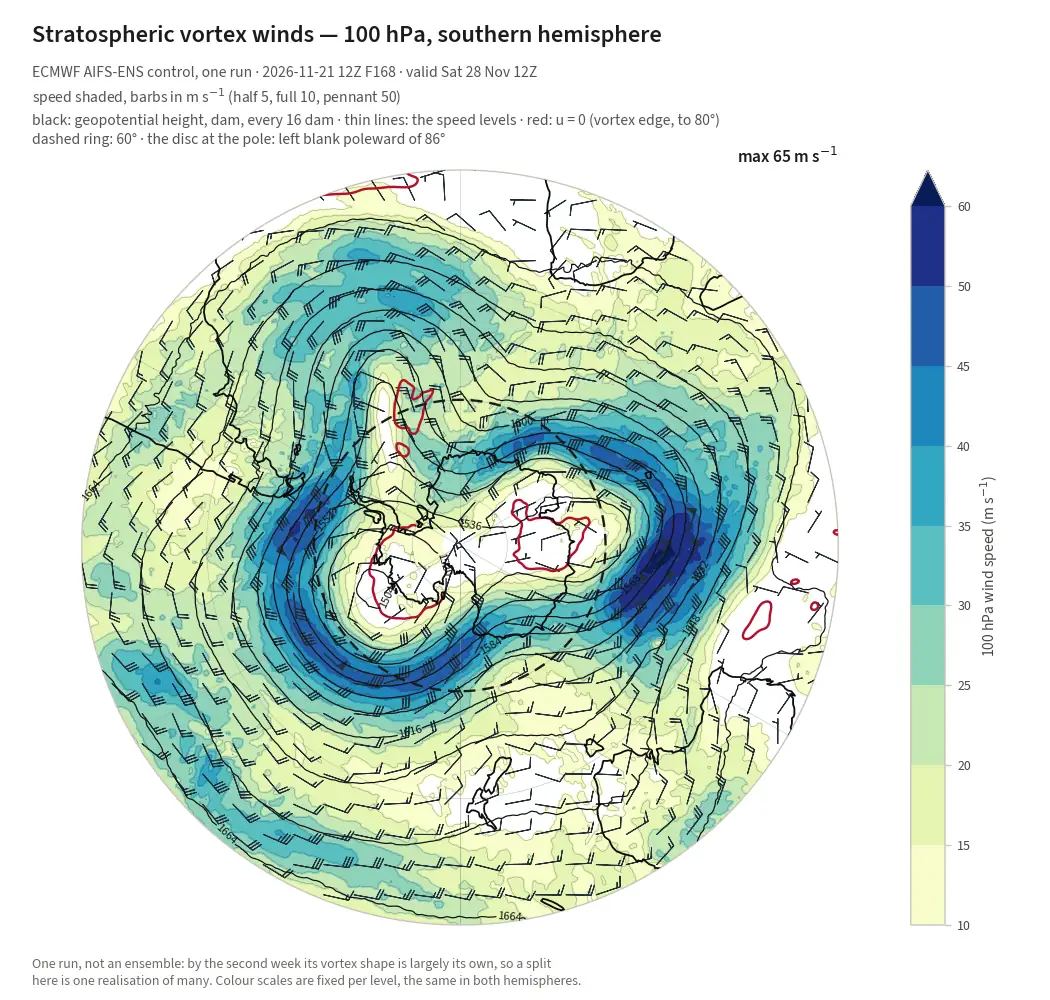 Stratospheric vortex winds — 100 hPa, southern hemisphere
ECMWF AIFS-ENS control, one run · 2026-11-21 12Z F168 · valid Sat 28 Nov 12Z
speed shaded, barbs in m s⁻¹ (half 5, full 10, pennant 50)
black: geopotential height, dam, every 16 dam · thin lines: the speed levels · red: u = 0 (vortex edge, to 80°)
dashed ring: 60° · the disc at the pole: left blank poleward of 86°
max 65 m s⁻¹
60
50
45
40
35
30
25
20
15
10
100 hPa wind speed (m s⁻¹)
1600
1664
1536
1584
1616
1664
1664
One run, not an ensemble: by the second week its vortex shape is largely its own, so a split
here is one realisation of many. Colour scales are fixed per level, the same in both hemispheres.